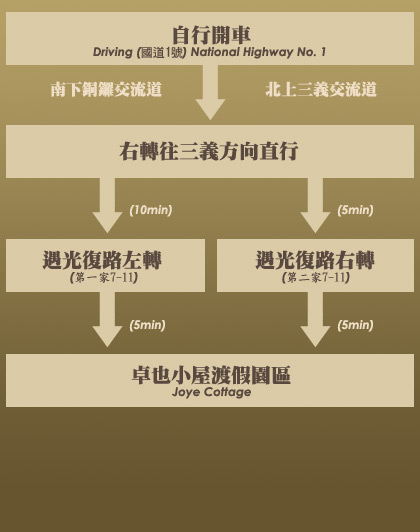 自行開車
Driving (國道1號) National Highway No. 1
南下銅鑼交流道
北上三義交流道
右轉往三義方向直行
(10min)
(5min)
遇光復路左轉
(第一家7-11)
遇光復路右轉
(第二家7-11)
(5min)
(5min)
卓也小屋渡假園區
Joye Cottage